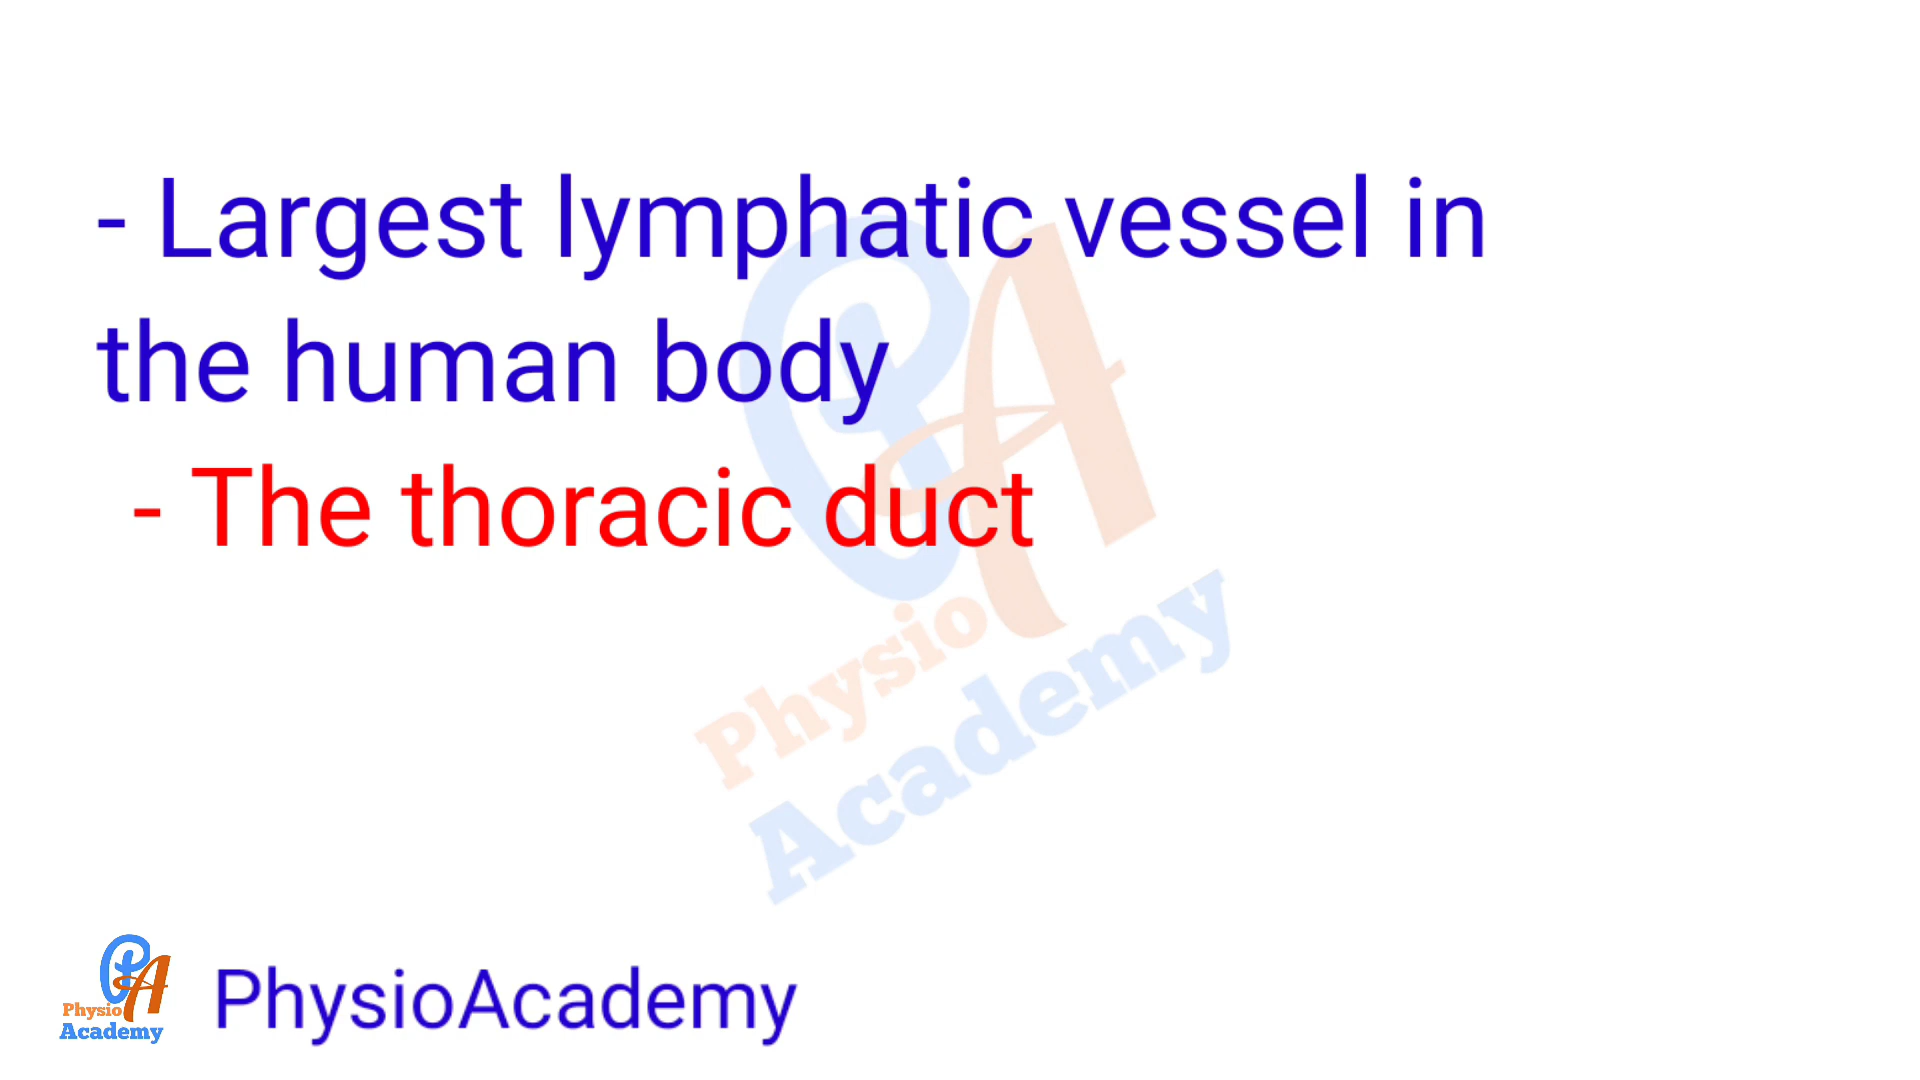 - Largest lymphatic vessel in
the human body
- The thoracic duct
Physio
Academy
Physio
Academy
PhysioAcademy